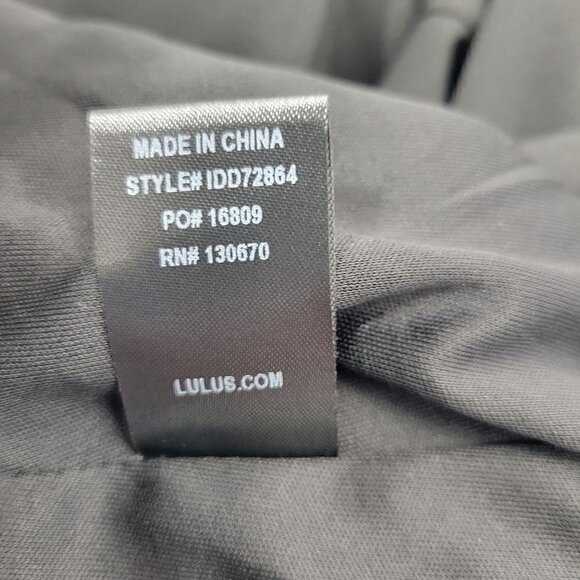 MADE IN CHINA
STYLE# IDD72864
PO# 16809
RN# 130670
LULUS.COM